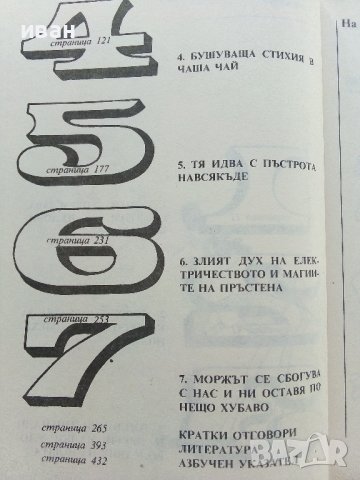 иван
На
4
страница 121
4. БУШУВАЩА СТИХИЯ В
ЧАША ЧАЙ
5
страница 177
5. ТЯ ИДВА С ПЪСТРОТА
НАВСЯКЪДЕ
6
страница 231
6. ЗЛИЯТ ДУХ НА ЕЛЕК-
ТРИЧЕСТВОТО И МАГИИ-
ТЕ НА ПРЪСТЕНА
7
страница 253
7. МОРЖЪТ СЕ СБОГУВА
С НАС И НИ ОСТАВЯ ПО
НЕЩО ХУБАВО
страница 265 КРАТКИ ОТГОВОРИ
страница 393 ЛИТЕРАТУРА
страница 432 АЗБУЧЕН УКАЗАТЕЛ
BAZAR